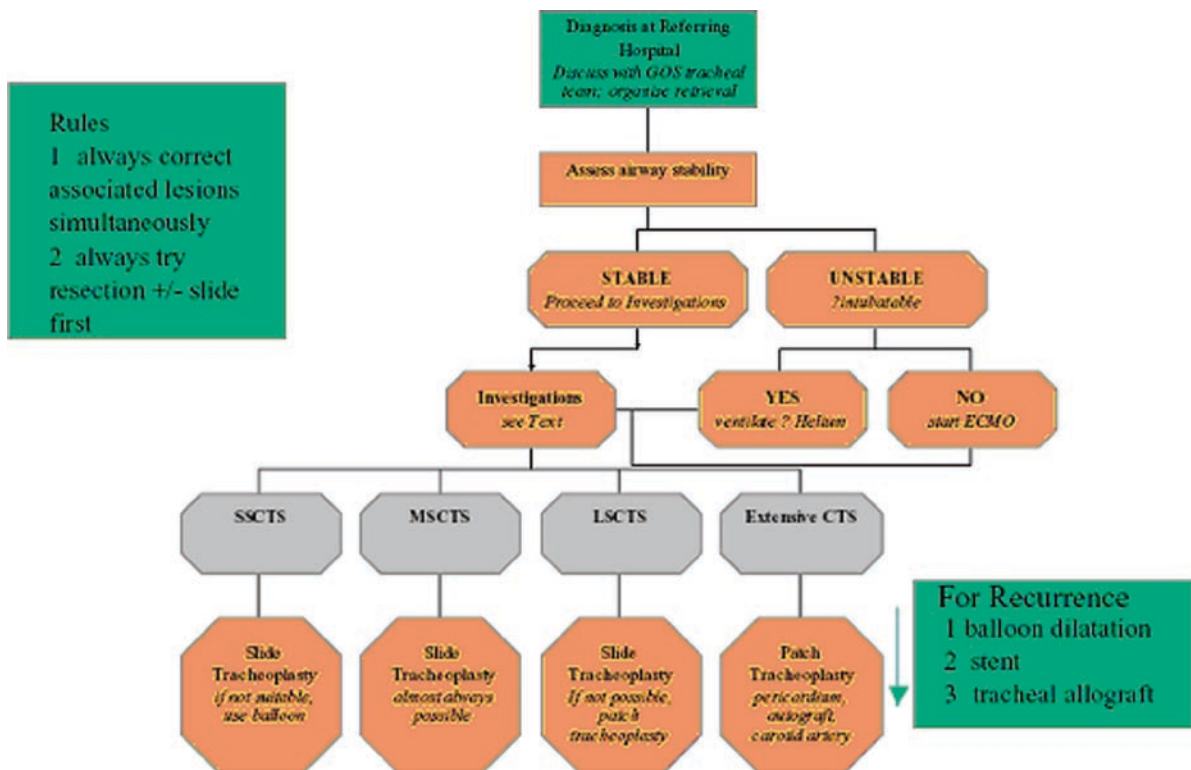 Diagnosis at Referring
Hospital
Discuss with GOS tracheal
team; organise retrieval
Rules
1 always correct
associated lesions
simultaneously
2 always try
resection +/- slide
first
Assess airway stability
STABLE
Proceed to Investigations
UNSTABLE
?intubatable
Investigations
see Text
YES
ventilate ? Helium
NO
start ECMO
SSCTS
MSCTS
LSCTS
Extensive CTS
Slide
Tracheoplasty
if not suitable,
use balloon
Slide
Tracheoplasty
almost always
possible
Slide
Tracheoplasty
If not possible,
patch
tracheoplasty
Patch
Tracheoplasty
pericardium,
autograft,
carotid artery
For Recurrence
1 balloon dilatation
2 stent
3 tracheal allograft